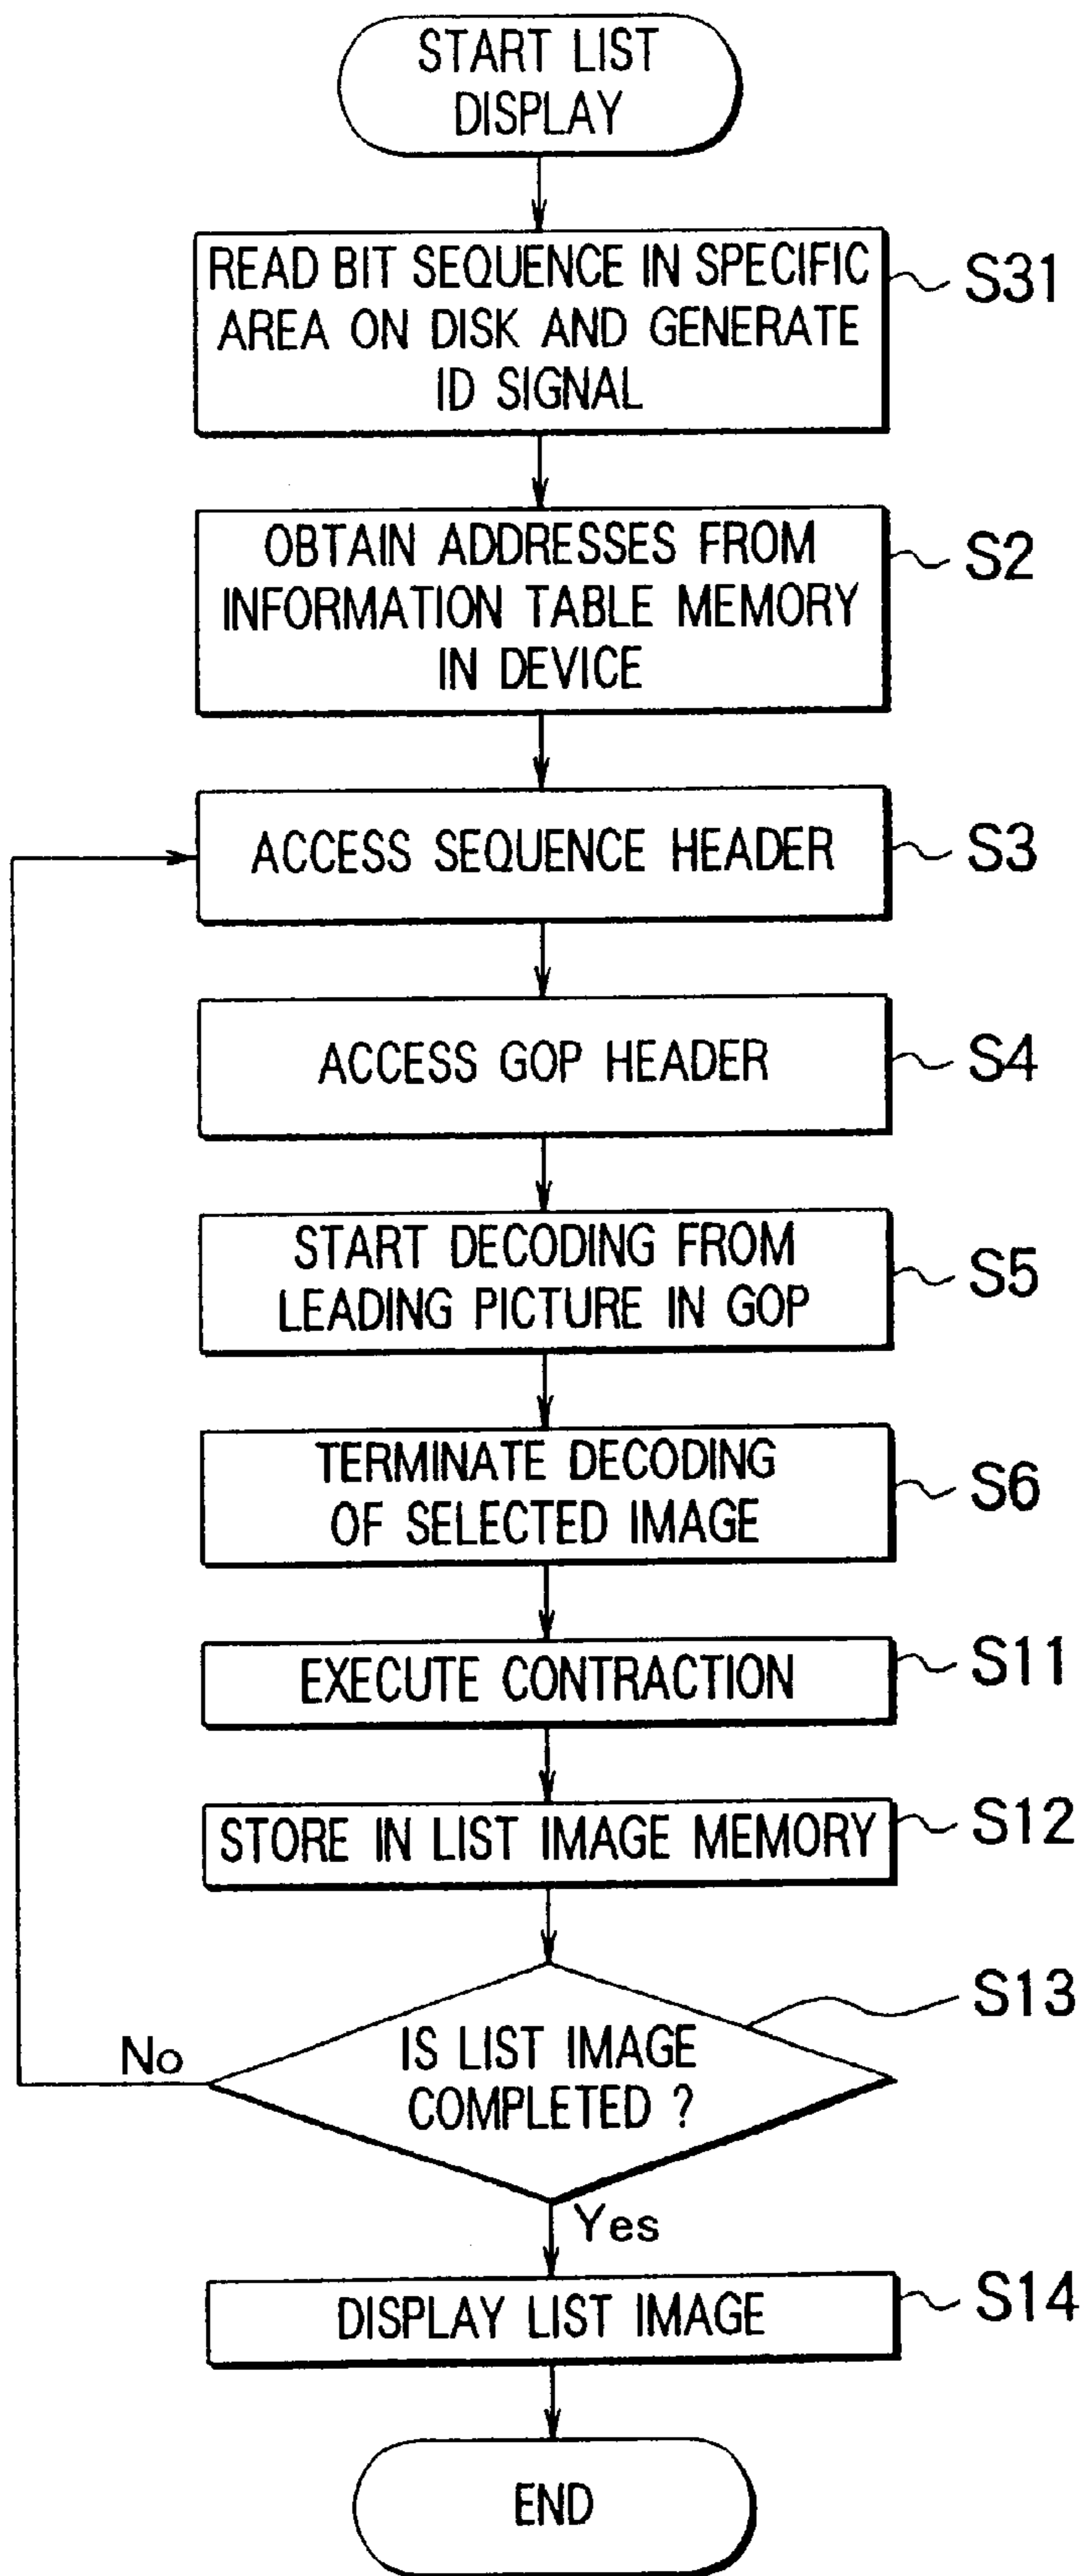 START LIST
DISPLAY
READ BIT SEQUENCE IN SPECIFIC
AREA ON DISK AND GENERATE
ID SIGNAL
S31
OBTAIN ADDRESSES FROM
INFORMATION TABLE MEMORY
IN DEVICE
S2
ACCESS SEQUENCE HEADER
S3
ACCESS GOP HEADER
S4
START DECODING FROM
LEADING PICTURE IN GOP
S5
TERMINATE DECODING
OF SELECTED IMAGE
S6
EXECUTE CONTRACTION
S11
STORE IN LIST IMAGE MEMORY
S12
IS LIST IMAGE
COMPLETED ?
S13
No
Yes
DISPLAY LIST IMAGE
S14
END